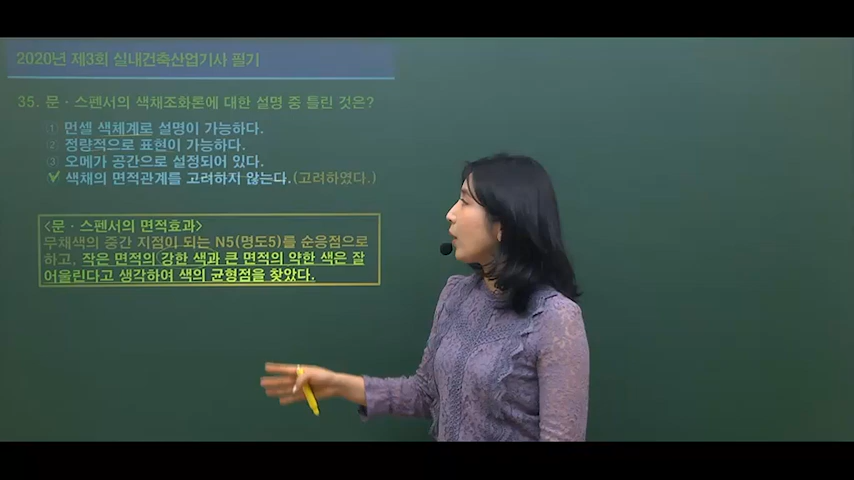 2020년 제3회 실내건축산업기사 필기
35. 문 · 스펜서의 색채조화론에 대한 설명 중 틀린 것은?
① 먼셀 색체계로 설명이 가능하다.
② 정량적으로 표현이 가능하다.
③ 오메가 공간으로 설정되어 있다.
✓ 색채의 면적관계를 고려하지 않는다.(고려하였다.)
<문 · 스펜서의 면적효과>
무채색의 중간 지점이 되는 N5(명도5)를 순응점으로
하고, 작은 면적의 강한 색과 큰 면적의 약한 색은 잘
어울린다고 생각하여 색의 균형점을 찾았다.